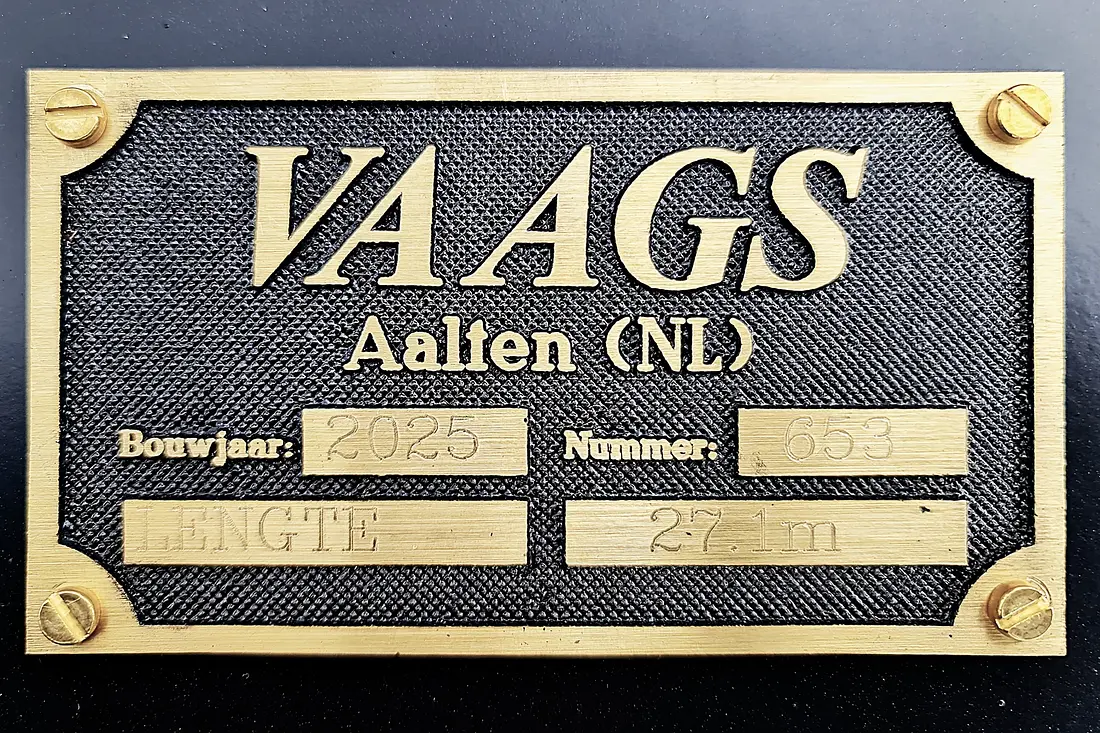 VAAGS
Aalten (NL)
Bouwjaar: 2025 Nummer: 653
LENGTE 27.1m